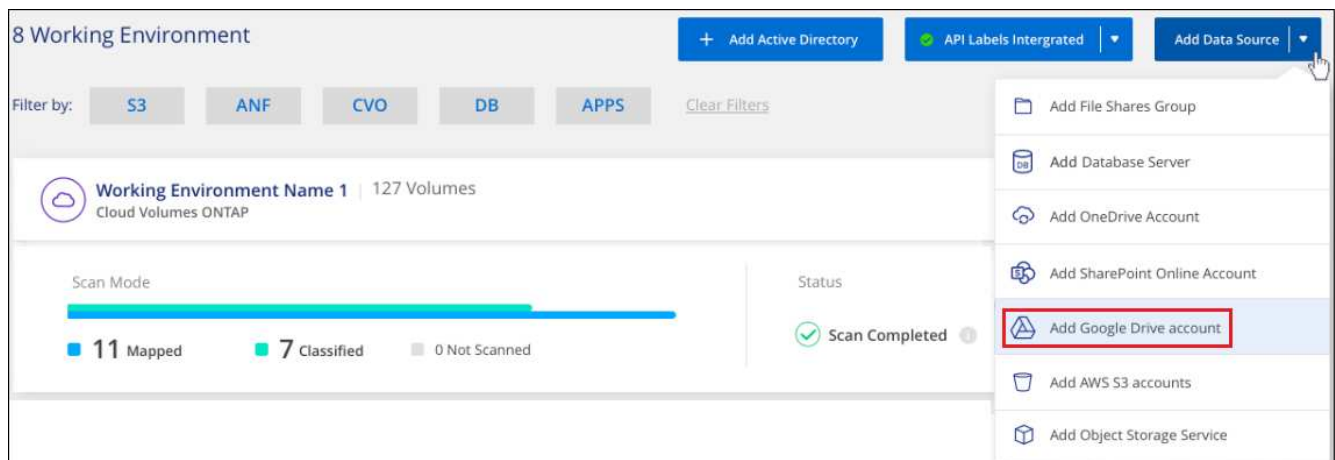 8 Working Environment
+ Add Active Directory
API Labels Intergrated
Add Data Source
Filter by:
S3
ANF
CVO
DB
APPS
Clear Filters
Working Environment Name 1 | 127 Volumes
Cloud Volumes ONTAP
Scan Mode
11 Mapped
7 Classified
0 Not Scanned
Status
Scan Completed
Add File Shares Group
DB
Add Database Server
Add OneDrive Account
S
Add SharePoint Online Account
Add Google Drive account
Add AWS S3 accounts
Add Object Storage Service